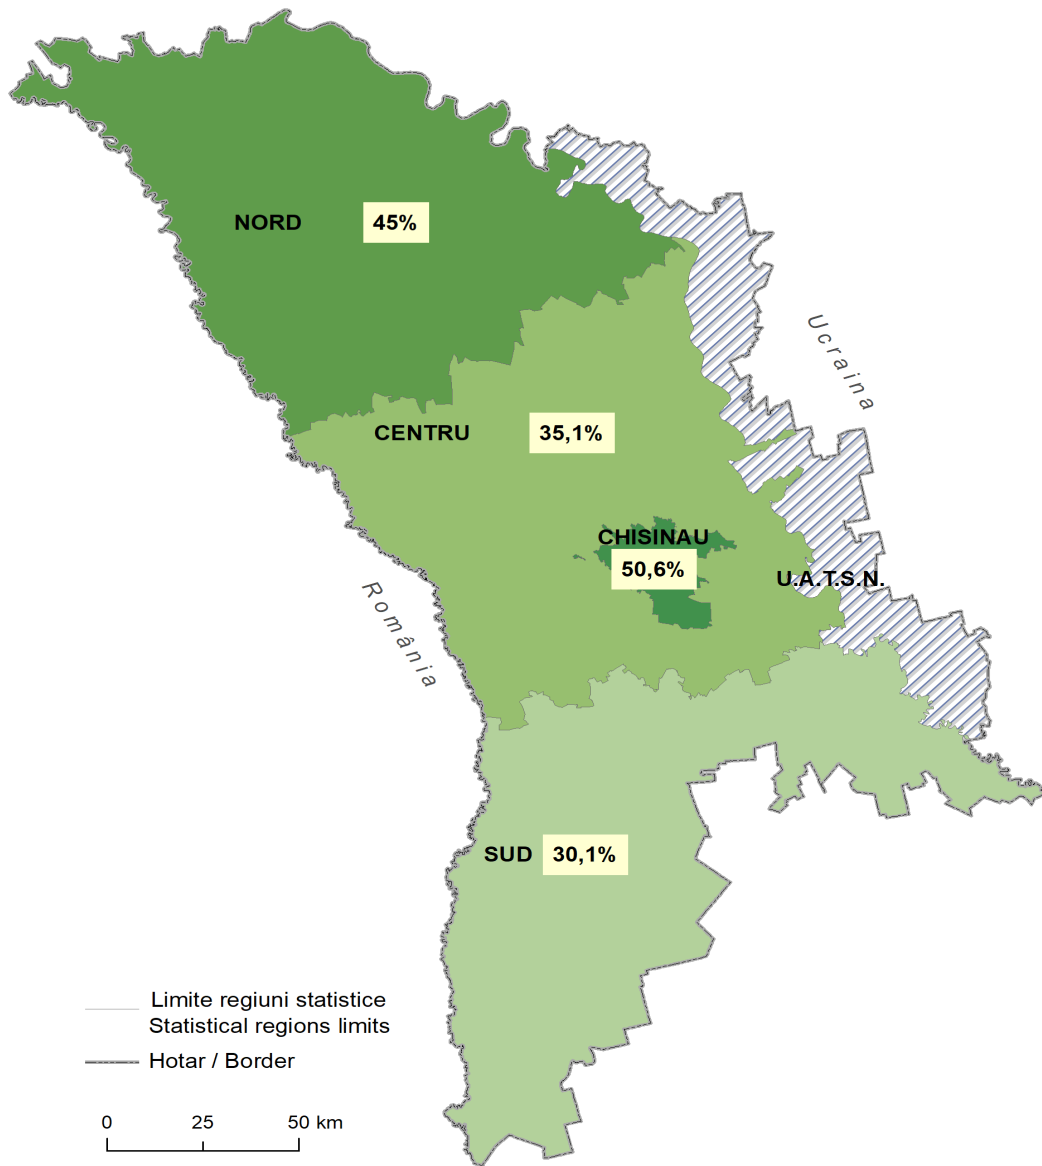 NORD 45%
Ucraina
CENTRU 35,1%
CHISINAU
50,6%
U.A.T.S.N.
România
SUD 30,1%
Limite regiuni statistice
Statistical regions limits
Hotar / Border
0 25 50 km